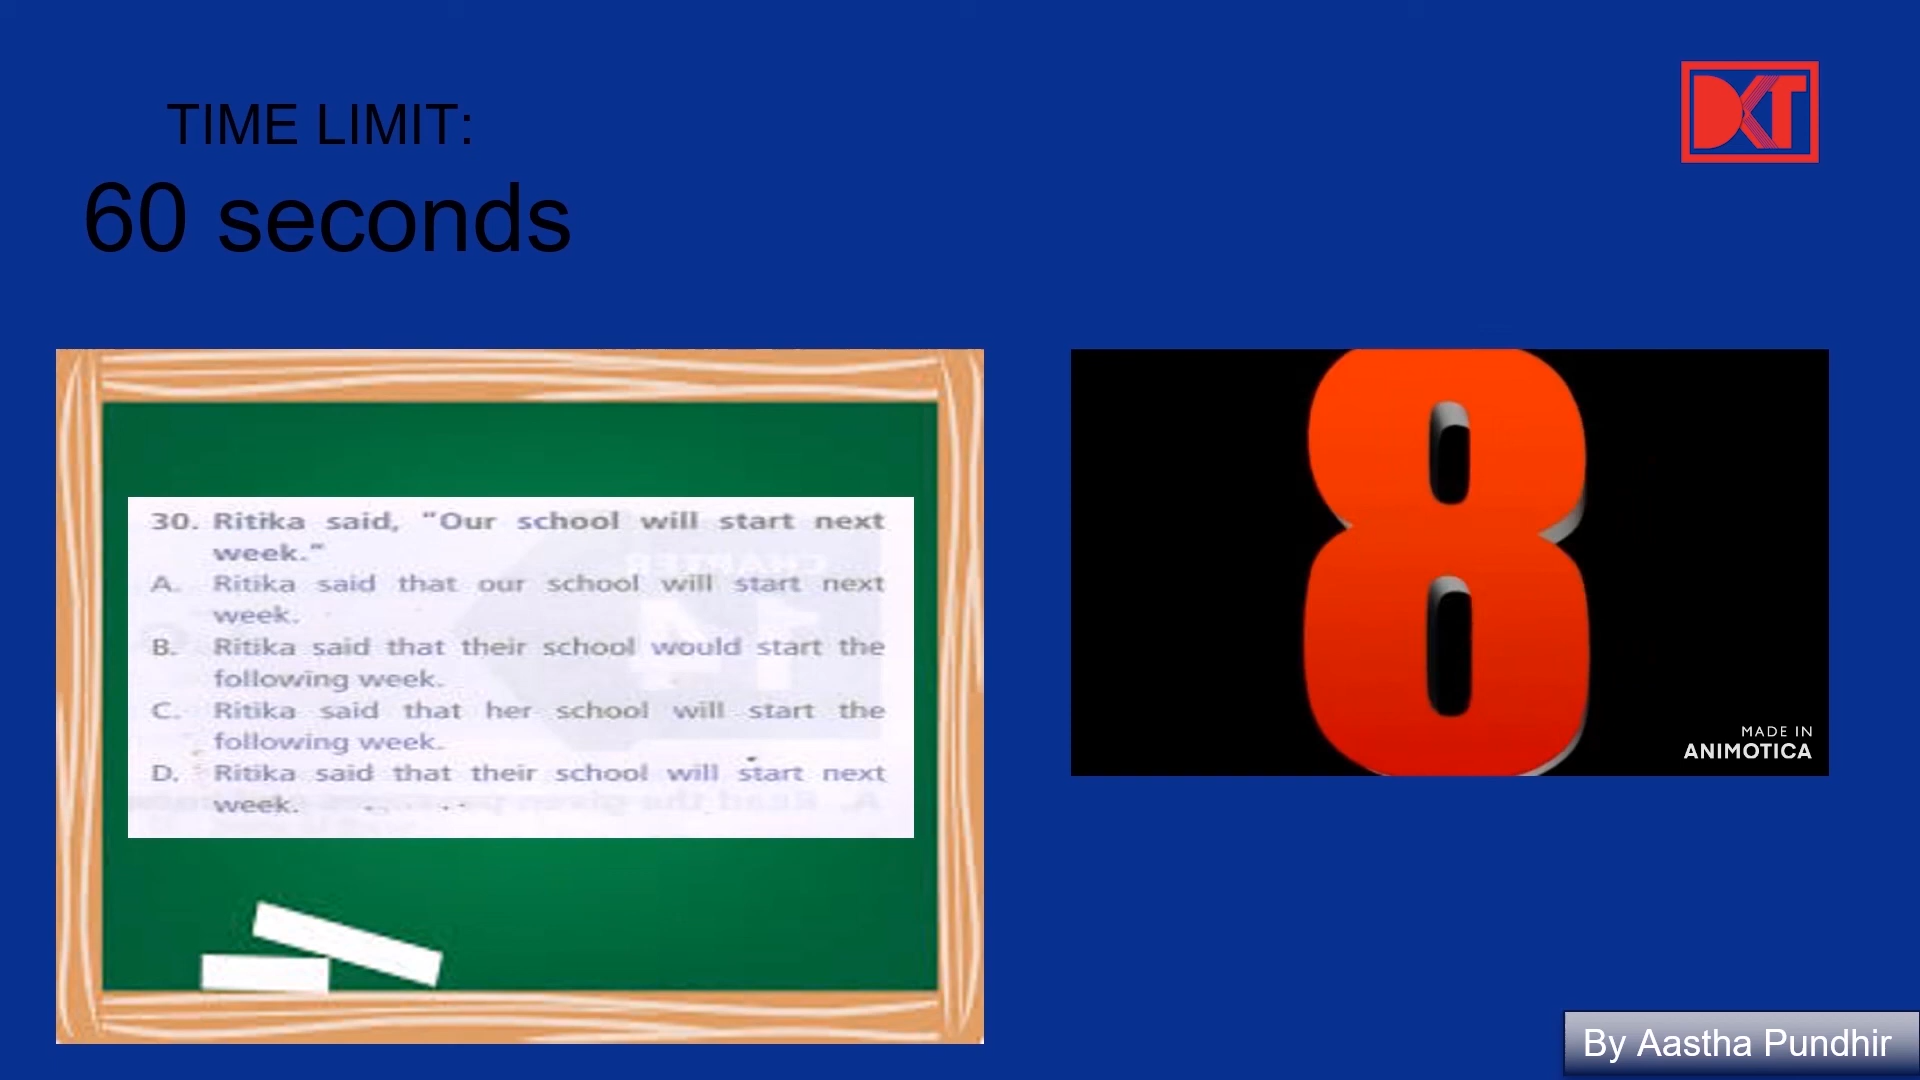 TIME LIMIT:
60 seconds
DKT
30. Ritika said, "Our school will start next
week."
A. Ritika said that our school will start next
week.
B. Ritika said that their school would start the
following week.
C. Ritika said that her school will start the
following week.
D. Ritika said that their school will start next
week.
8
MADE IN
ANIMOTICA
By Aastha Pundhir